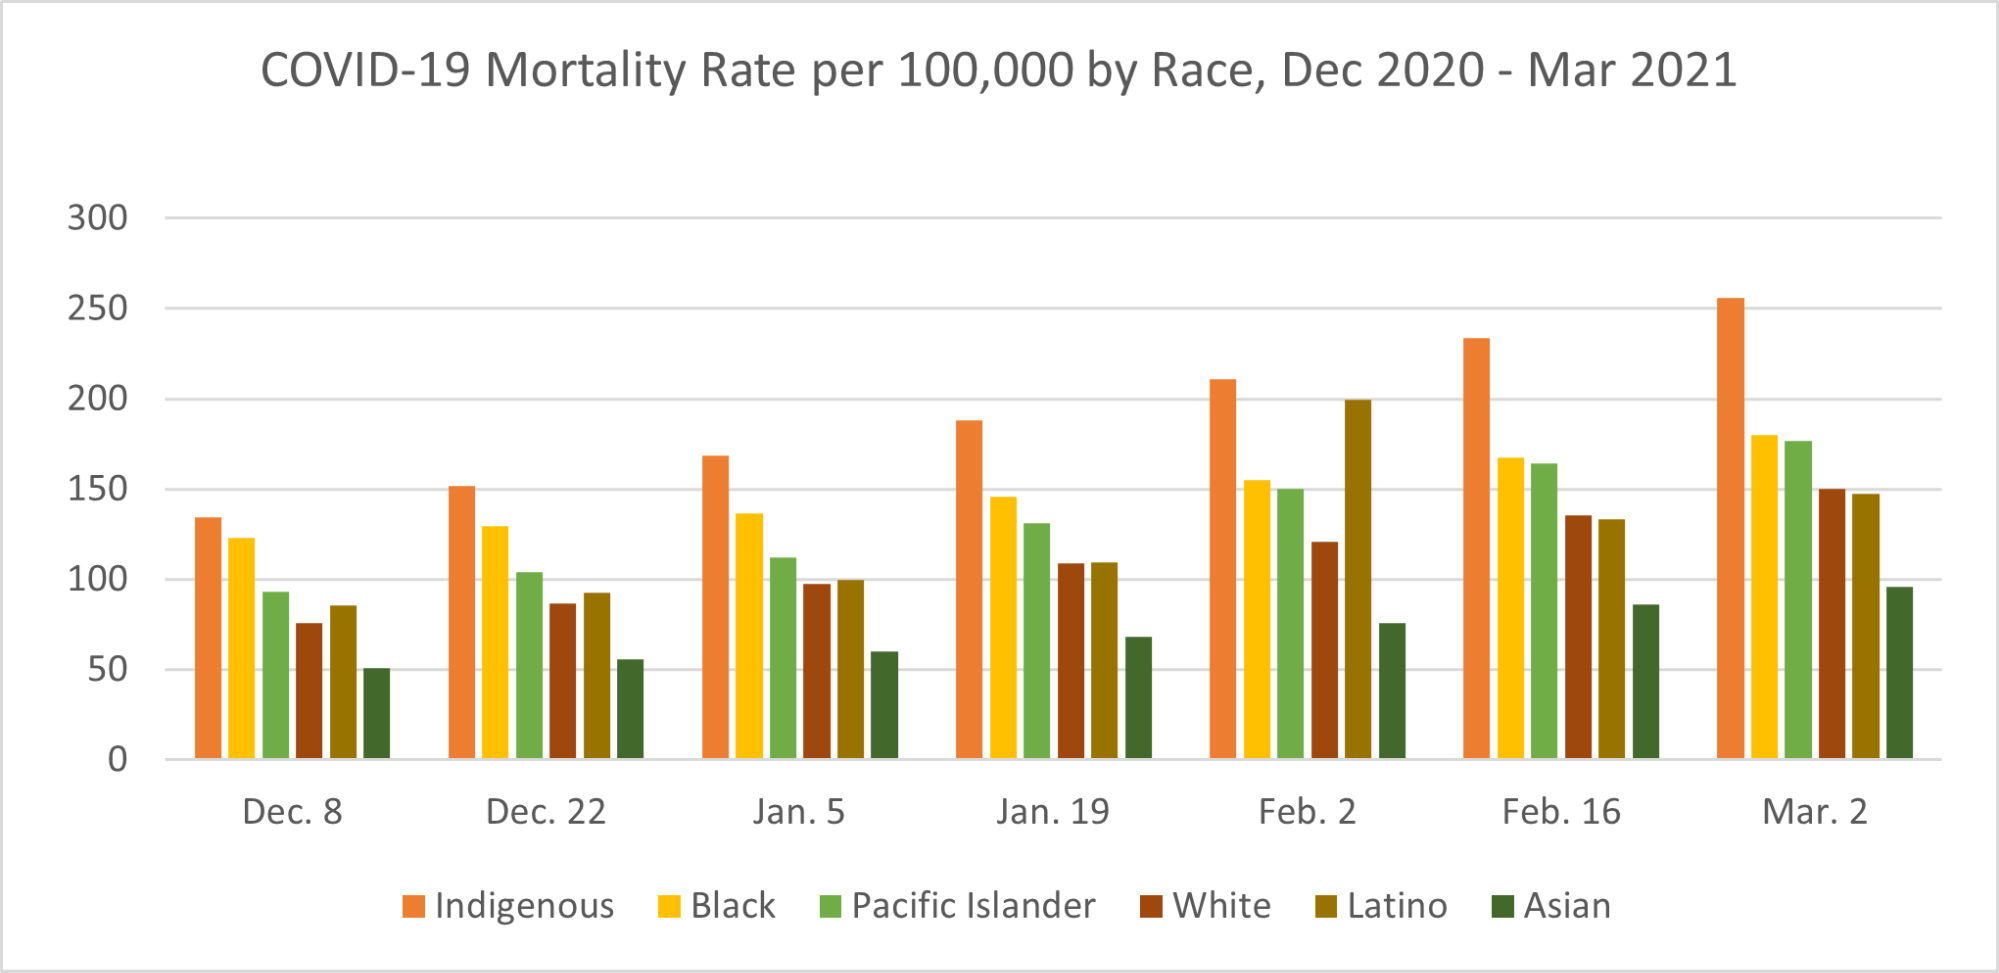 COVID-19 Mortality Rate per 100,000 by Race, Dec 2020 - Mar 2021
300
250
200
150
100
50
0
Dec. 8 Dec. 22 Jan. 5 Jan. 19 Feb. 2 Feb. 16 Mar. 2
Indigenous Black Pacific Islander White Latino Asian